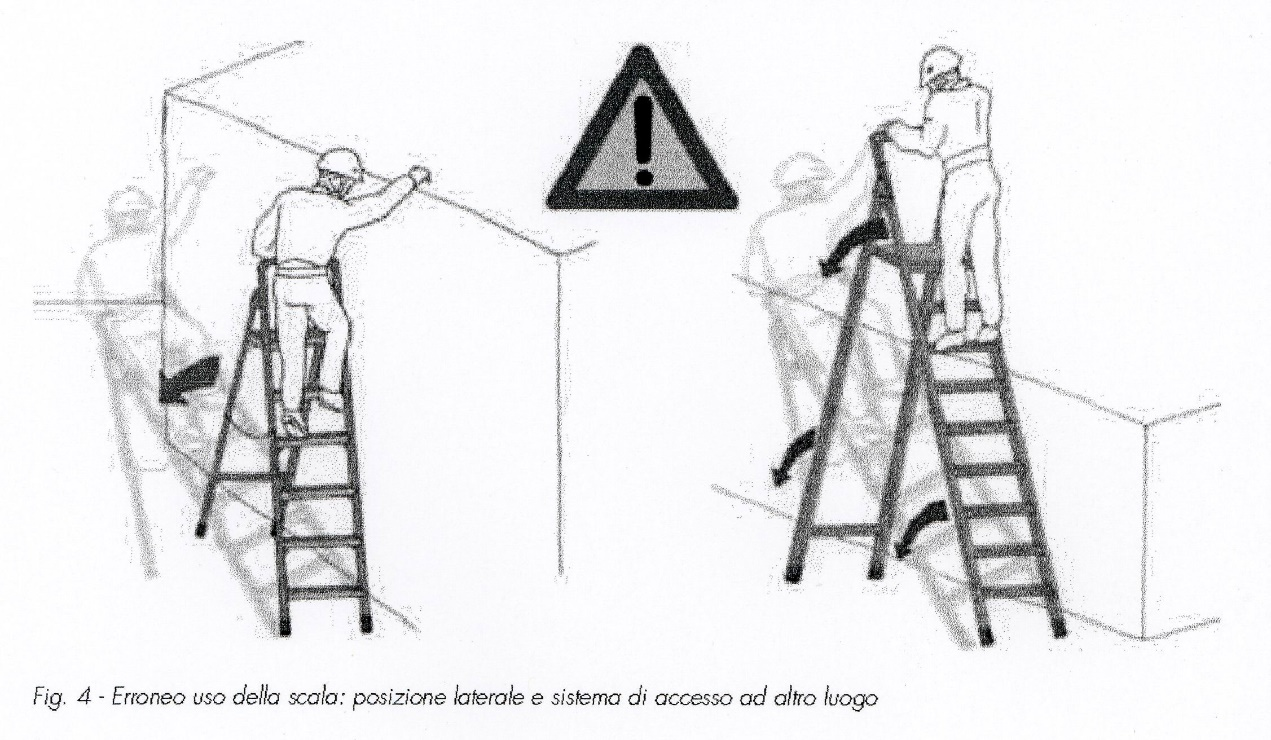 Fig. 4 - Erroneo uso della scala: posizione laterale e sistema di accesso ad altro luogo